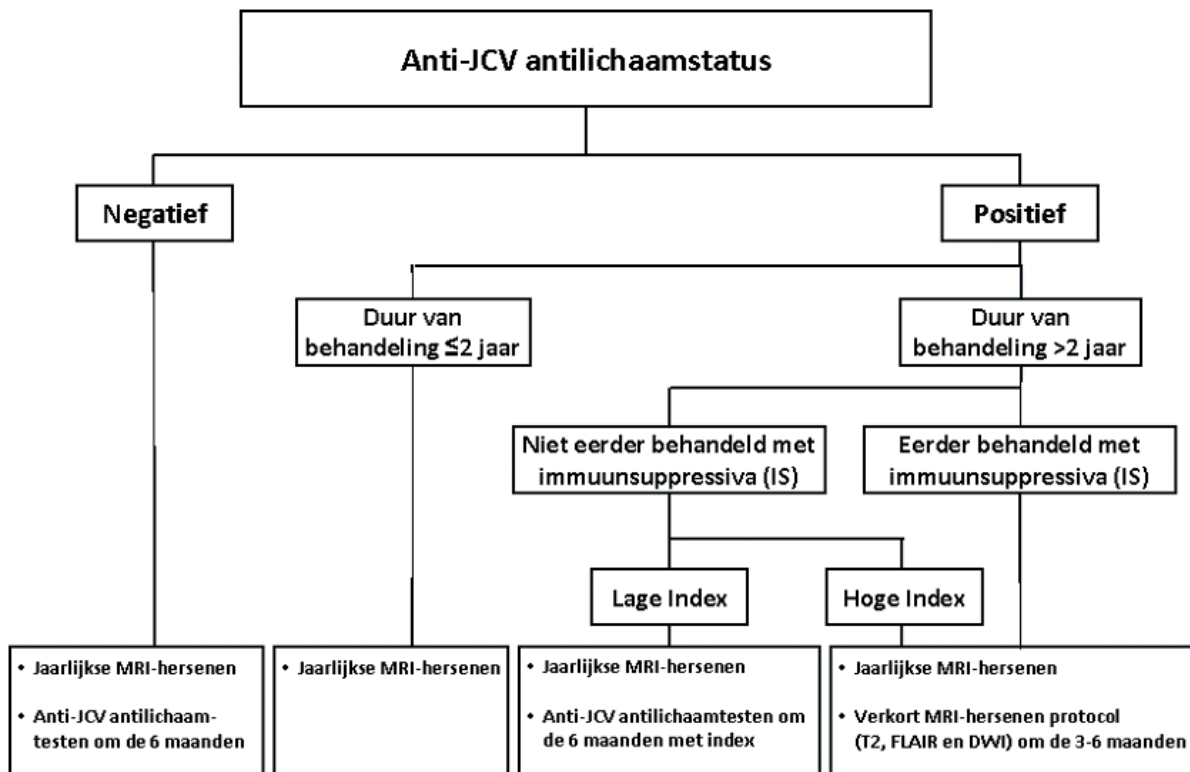 Anti-JCV antilichaamstatus
Negatief
Positief
Duur van
behandeling ≤2 jaar
Duur van
behandeling >2 jaar
Niet eerder behandeld met
immuunsuppressiva (IS)
Eerder behandeld met
immuunsuppressiva (IS)
Lage Index
Hoge Index
• Jaarlijkse MRI-hersenen
• Anti-JCV antilichaam-
testen om de 6 maanden
• Jaarlijkse MRI-hersenen
• Jaarlijkse MRI-hersenen
• Anti-JCV antilichaamtesten om
de 6 maanden met index
• Jaarlijkse MRI-hersenen
• Verkort MRI-hersenen protocol
(T2, FLAIR en DWI) om de 3-6 maanden